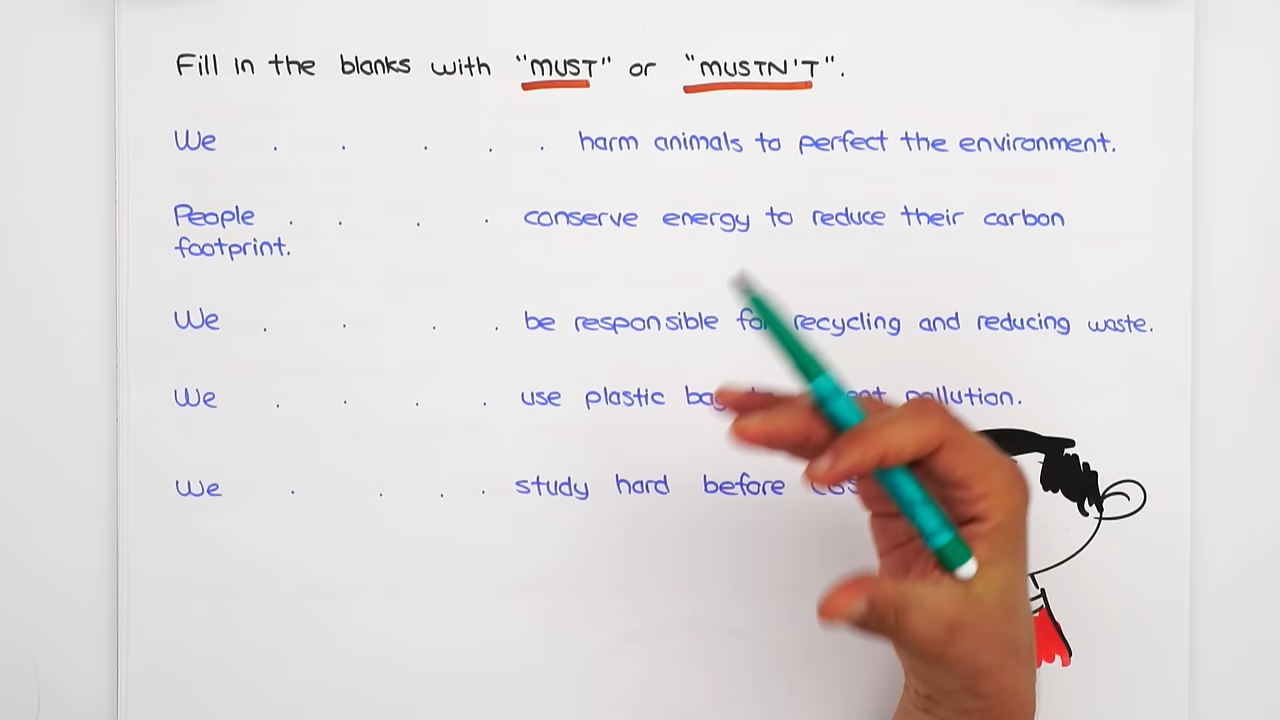 Fill in the blanks with "MUST" or "MUSTN'T".
We . . . . . harm animals to perfect the environment.
People . . . . conserve energy to reduce their carbon
footprint.
We . . . . be responsible for recycling and reducing waste.
We . . . . use plastic pollution.
We . . . . study hard before